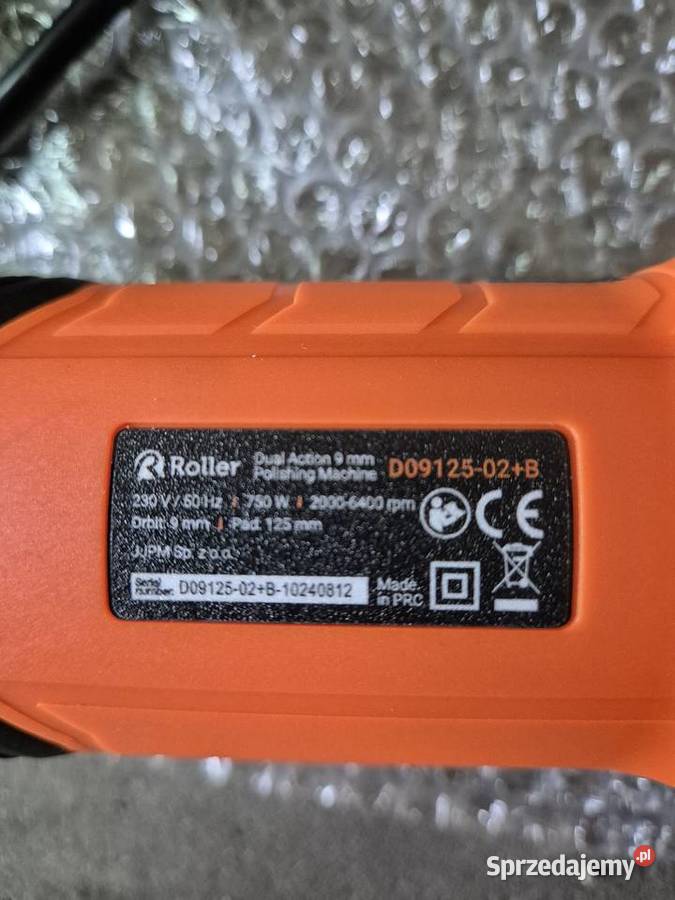 Roller
Dual Action 9 mm
Polishing Machine
D09125-02+B
230 V / 50 Hz | 750 W | 2000-6400 rpm
Orbit: 9 mm | Pad: 125 mm
JJPM Sp. z o.o.
Serial
number:
D09125-02+B-10240812
Made
in PRC
CE
Sprzedajemy.pl